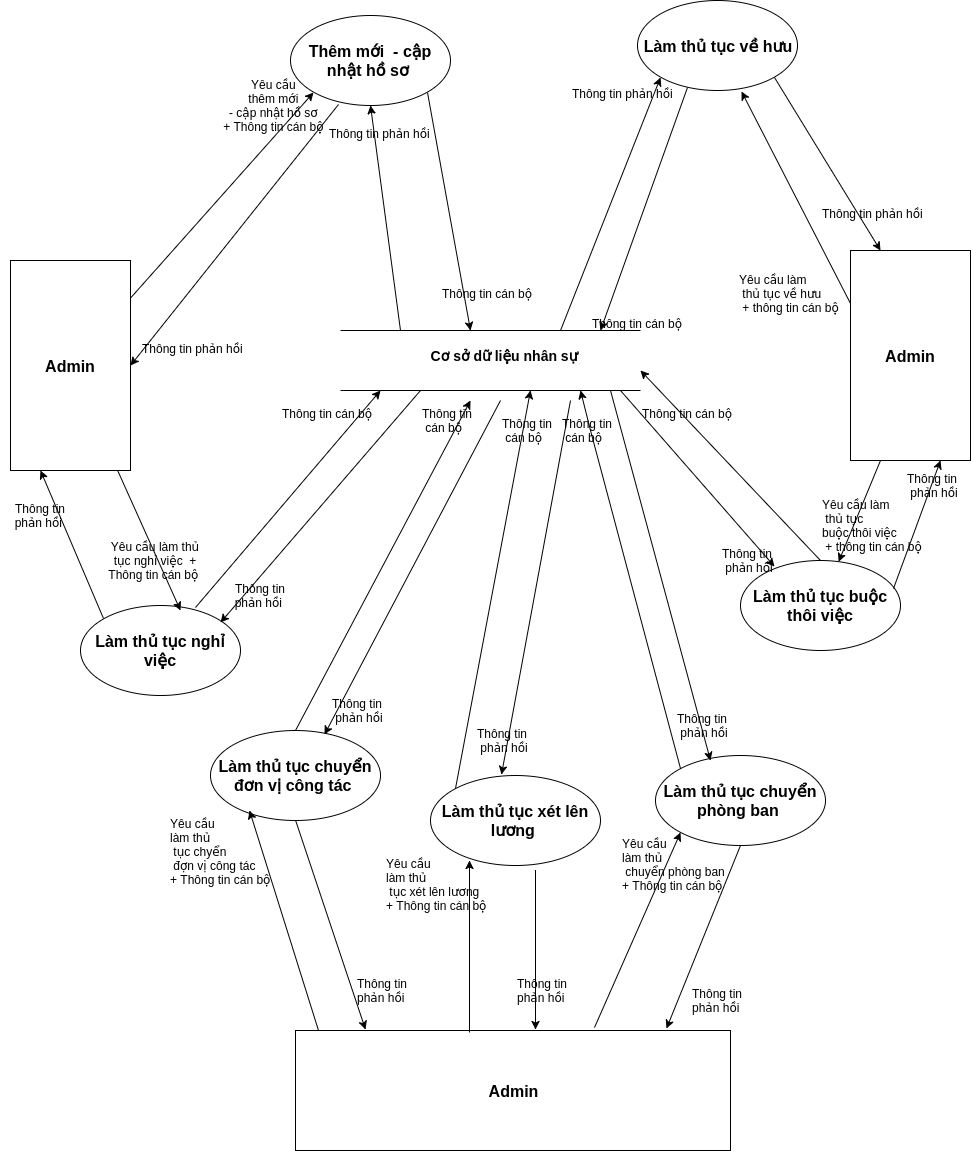 Thêm mới - cập
nhật hồ sơ
Làm thủ tục về hưu
Yêu cầu
thêm mới
- cập nhật hồ sơ
+ Thông tin cán bộ
Thông tin phản hồi
Thông tin phản hồi
Thông tin phản hồi
Yêu cầu làm
thủ tục về hưu
+ thông tin cán bộ
Thông tin cán bộ
Thông tin cán bộ
Thông tin phản hồi
Admin
Cơ sở dữ liệu nhân sự
Admin
Thông tin cán bộ
Thông tin
cán bộ
Thông tin
cán bộ
Thông tin
cán bộ
Thông tin cán bộ
Thông tin
phản hồi
Yêu cầu làm thủ
tục nghỉ việc +
Thông tin cán bộ
Thông tin
phản hồi
Yêu cầu làm
thủ tục
buộc thôi việc
+ thông tin cán bộ
Thông tin
phản hồi
Thông tin
phản hồi
Làm thủ tục nghỉ
việc
Làm thủ tục buộc
thôi việc
Thông tin
phản hồi
Thông tin
phản hồi
Thông tin
phản hồi
Làm thủ tục chuyển
đơn vị công tác
Làm thủ tục xét lên
lương
Làm thủ tục chuyển
phòng ban
Yêu cầu
làm thủ
tục chyển
đợn vị công tác
+ Thông tin cán bộ
Yêu cầu
làm thủ
tục xét lên lương
+ Thông tin cán bộ
Yêu cầu
làm thủ
chuyển phòng ban
+ Thông tin cán bộ
Thông tin
phản hồi
Thông tin
phản hồi
Thông tin
phản hồi
Admin